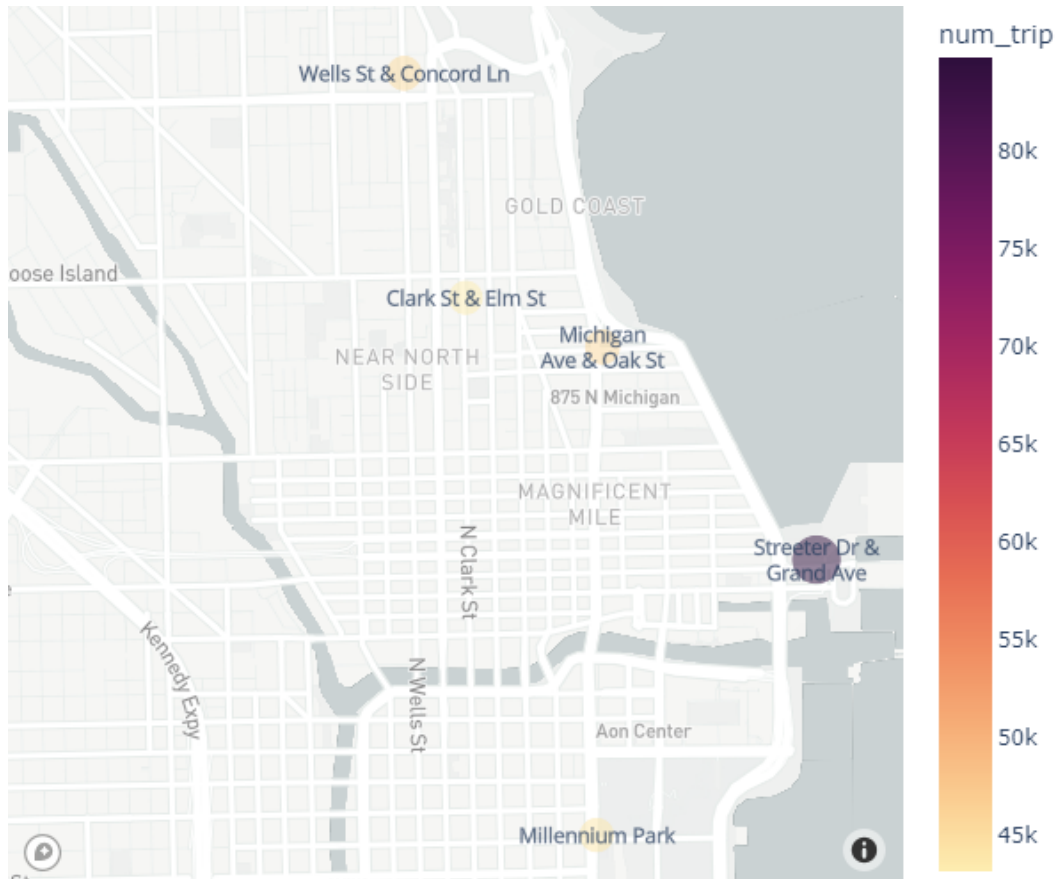 num_trip
Wells St & Concord Ln
GOLD COAST
oose Island
Clark St & Elm St
Michigan
Ave & Oak St
NEAR NORTH
SIDE
875 N Michigan
MAGNIFICENT
MILE
N Clark St
Streeter Dr &
Grand Ave
e
Kennedy Expy
N Wells St
Aon Center
Millennium Park
St
80k
75k
70k
65k
60k
55k
50k
45k